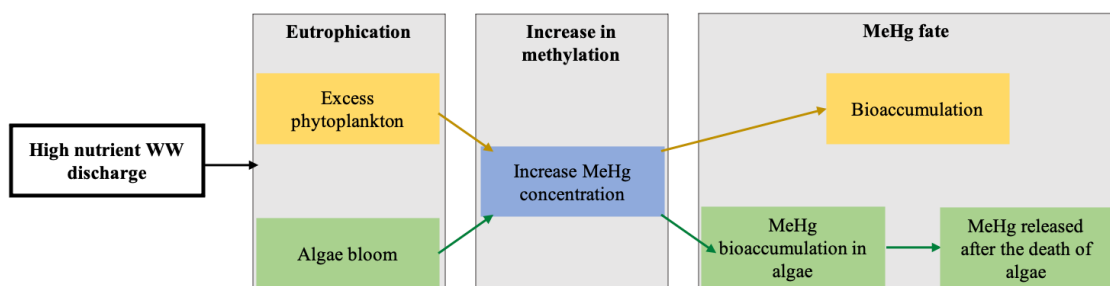 Eutrophication
Increase in
methylation
MeHg fate
Excess
phytoplankton
Bioaccumulation
High nutrient WW
discharge
Increase MeHg
concentration
Algae bloom
MeHg
bioaccumulation in
algae
MeHg released
after the death of
algae